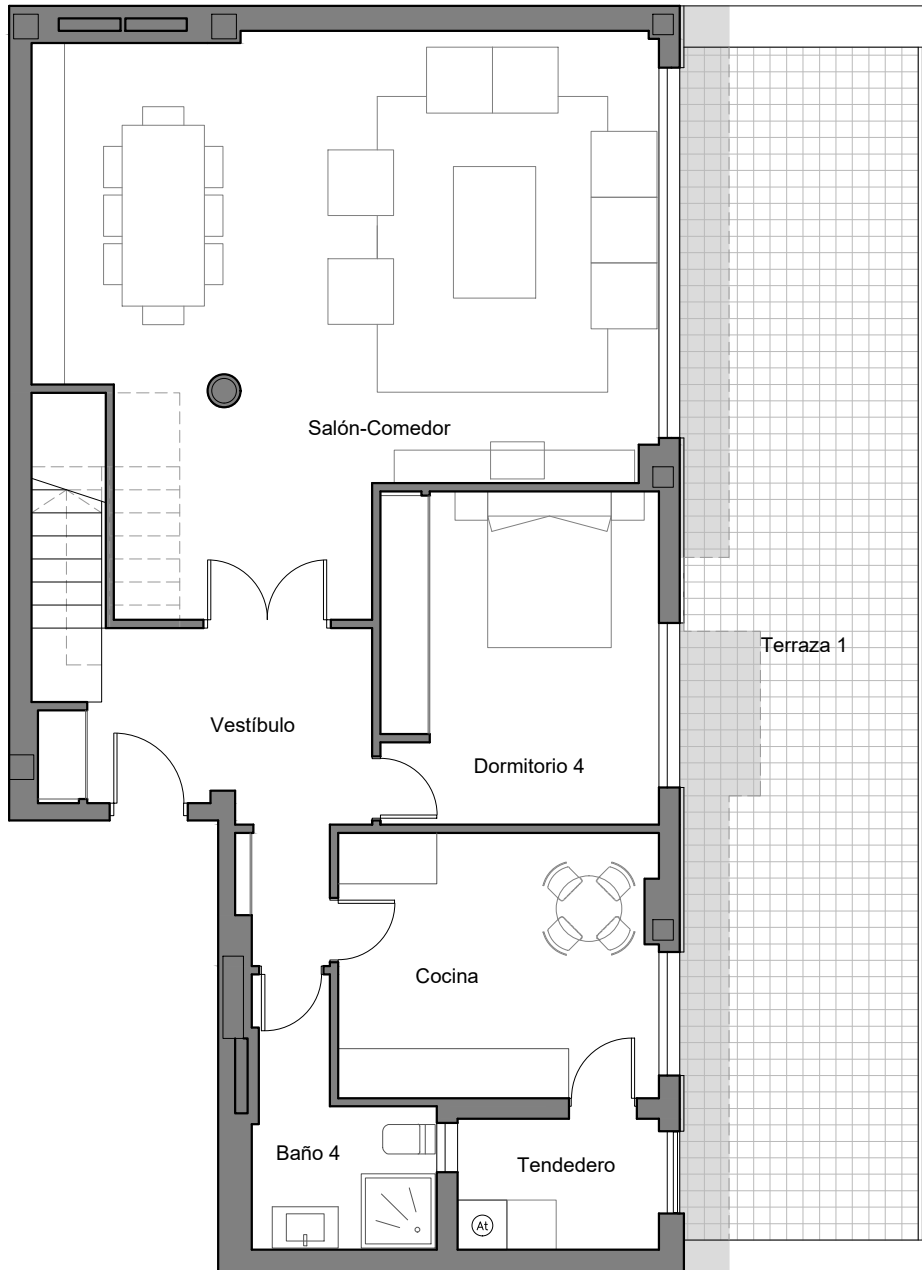 Salón-Comedor
Terraza 1
Vestíbulo
Dormitorio 4
Cocina
Baño 4
Tendedero
At